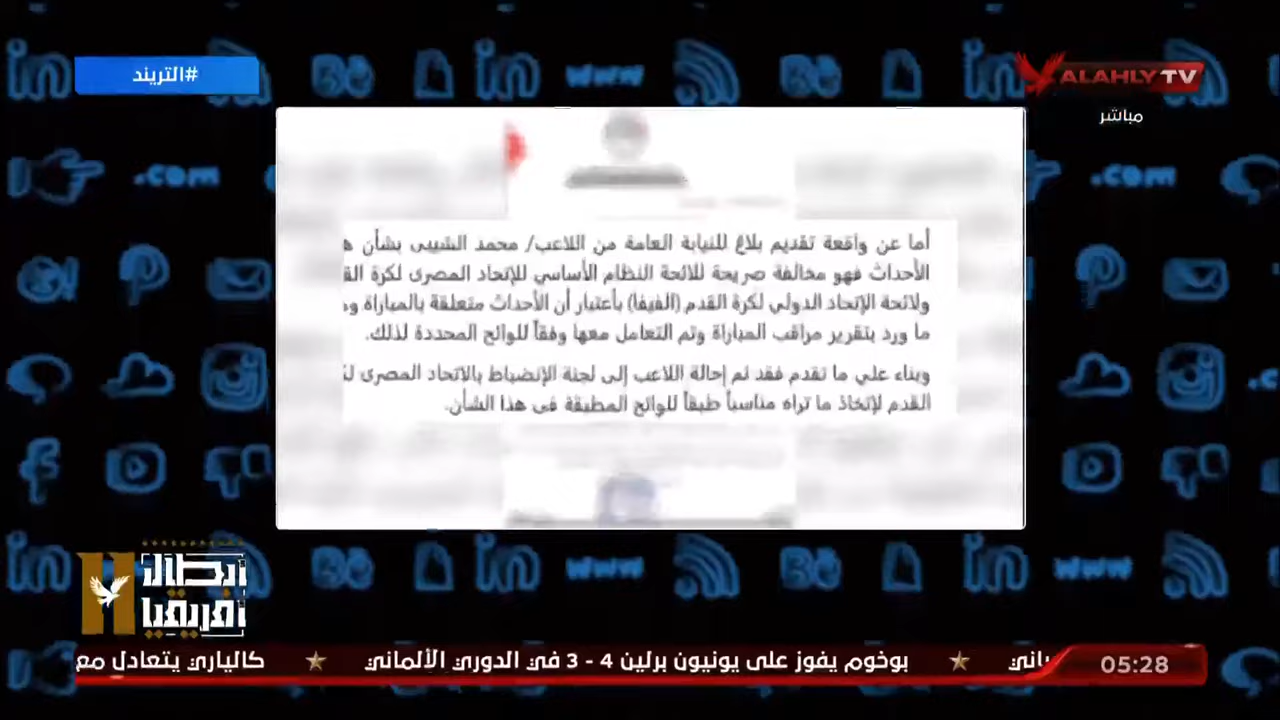 #التريند
ALAHLY TV
مباشر
أما عن واقعة تقديم بلاغ للنيابة العامة من اللاعب/ محمد الشيبى بشأن
الأحداث فهو مخالفة صريحة للائحة النظام الأساسي للإتحاد المصرى لكرة
ولائحة الإتحاد الدولي لكرة القدم (الفيفا) بأعتبار أن الأحداث متعلقة بالمباراة
ما ورد بتقرير مراقب المباراة وتم التعامل معها وفقاً للوائح المحددة لذلك.
وبناء علي ما تقدم فقد تم إحالة اللاعب إلى لجنة الإنضباط بالاتحاد المصرى
القدم لإتخاذ ما تراه مناسباً طبقاً للوائح المطبقة فى هذا الشأن.
أبطال
أفريقيا
بوخوم يفوز على يونيون برلين 4 - 3 في الدوري الألماني ★ كالياري يتعادل مع
05:28